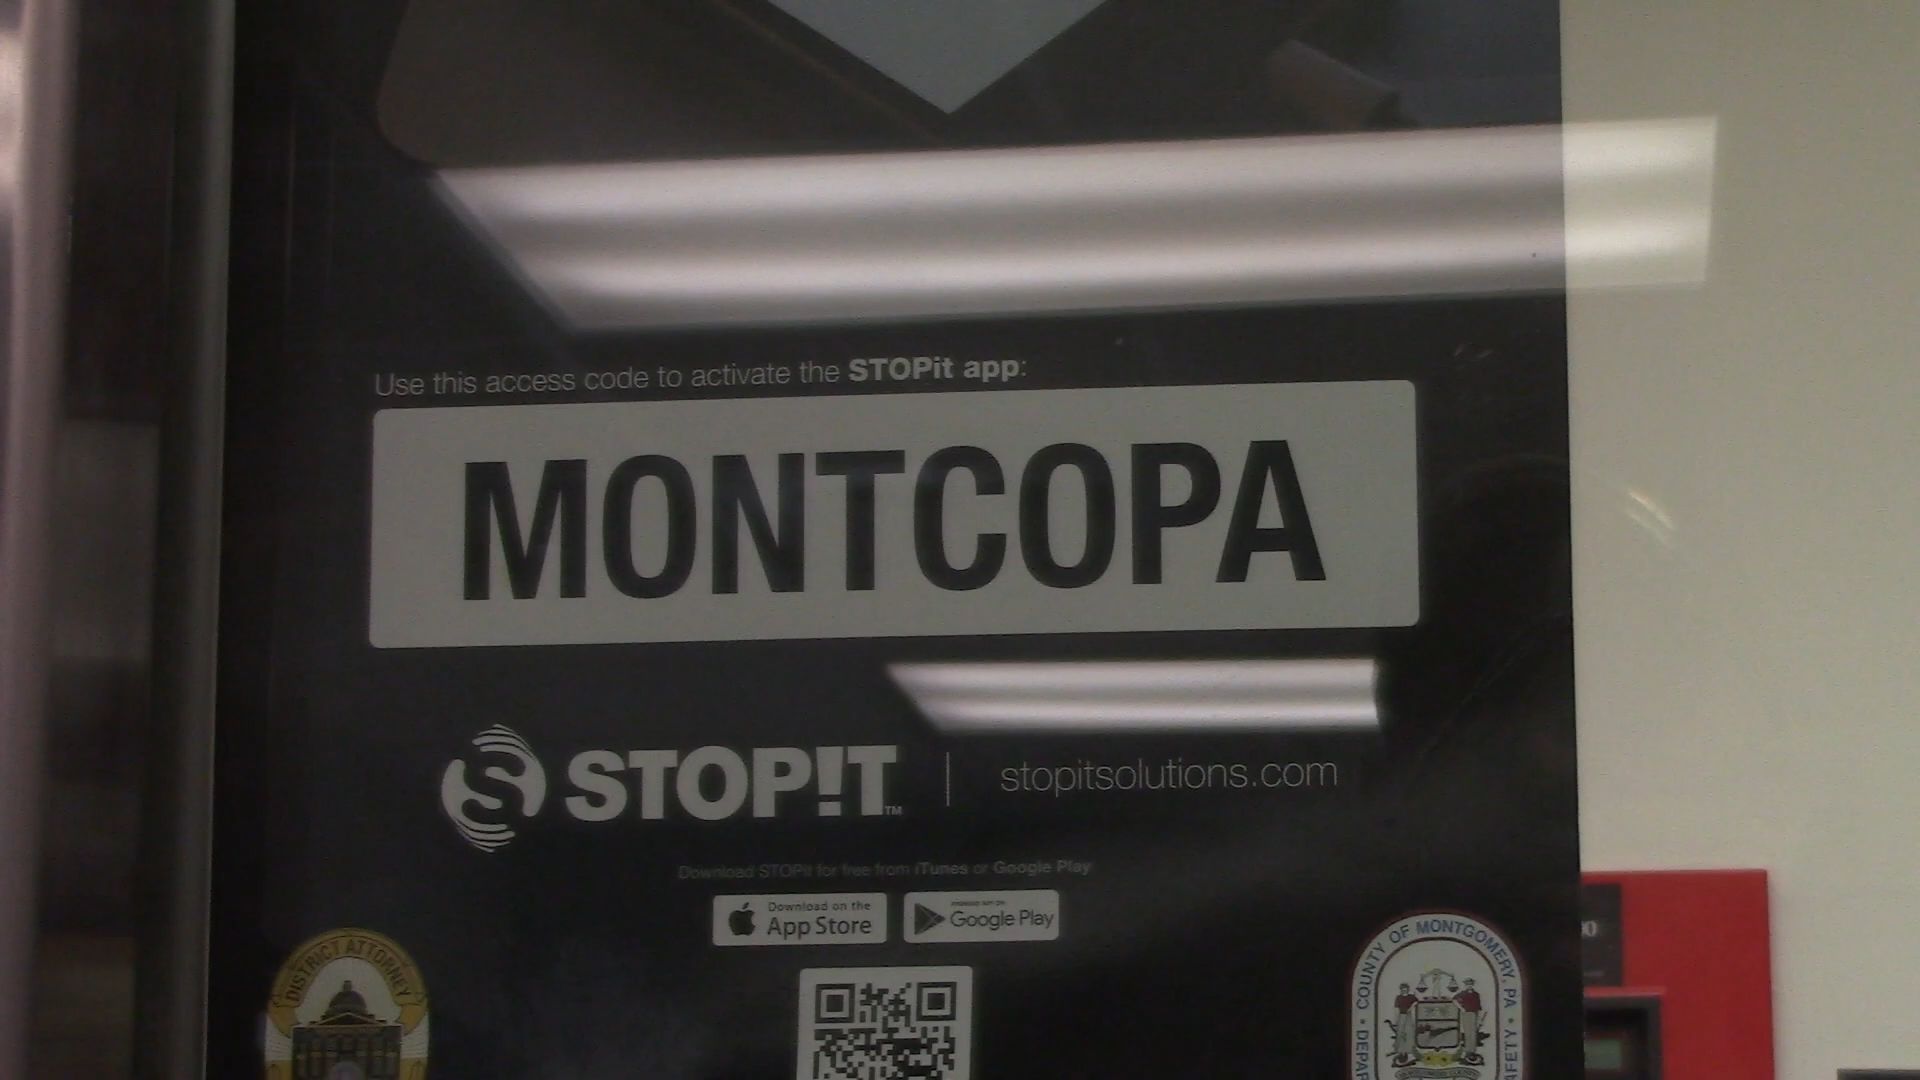 Use this access code to activate the STOPit app:
MONTCOPA
STOP!T™
stopitsolutions.com
Download STOPit for free from iTunes or Google Play
Download on the
App Store
Google Play
DISTRICT ATTORNEY
COUNTY OF MONTGOMERY, PA